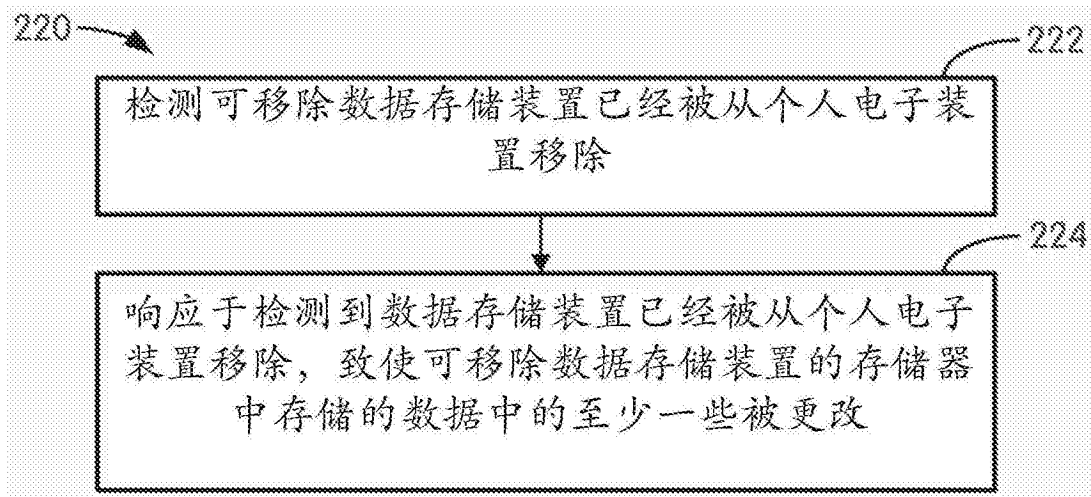 220
222
检测可移除数据存储装置已经被从个人电子装
置移除
224
响应于检测到数据存储装置已经被从个人电子
装置移除，致使可移除数据存储装置的存储器
中存储的数据中的至少一些被更改